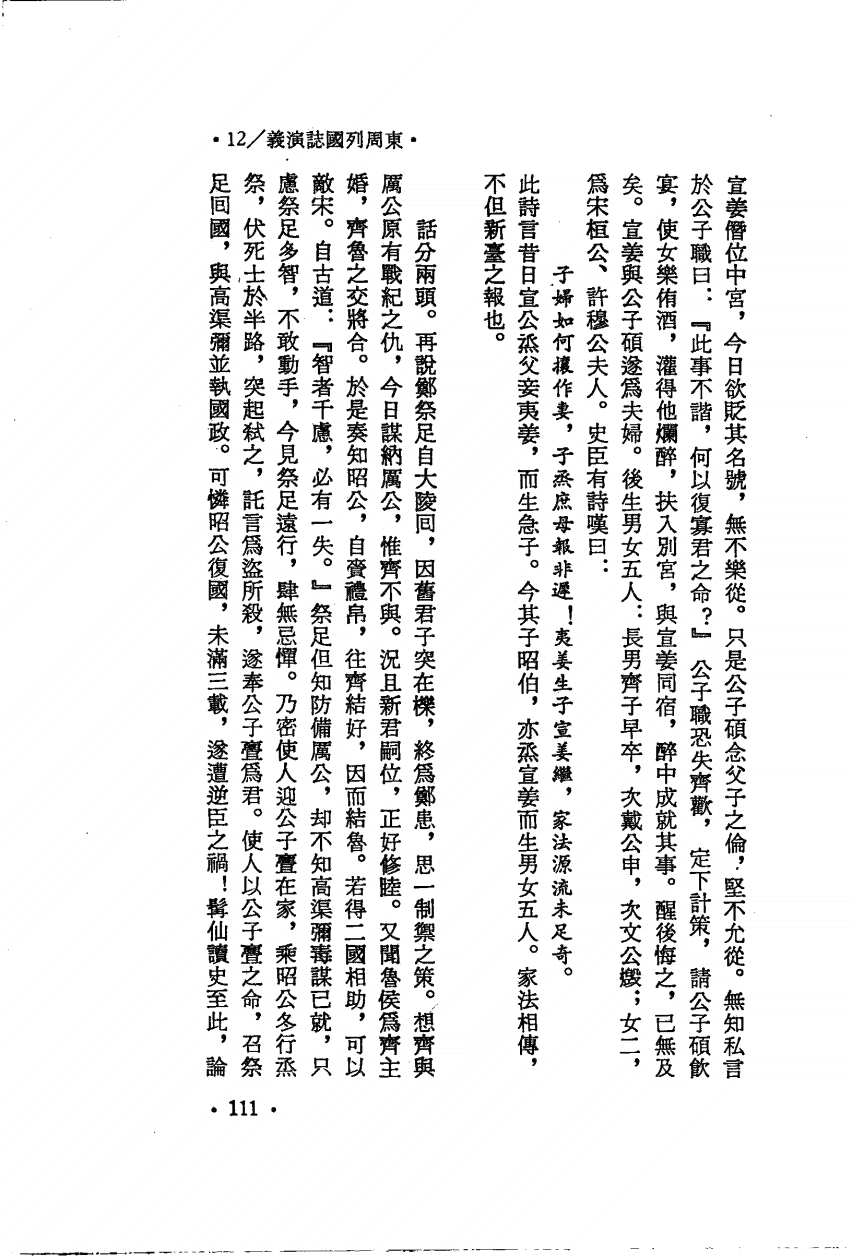 •東周列國誌演義/12•
宣姜僭位中宮，今日欲貶其名號，無不樂從。只是公子碩念父子之倫，堅不允從。無知私言
於公子職曰：『此事不諧，何以復寡君之命？』公子職恐失齊歡，定下計策，請公子碩飲
宴，使女樂侑酒，灌得他爛醉，扶入別宮，與宣姜同宿，醉中成就其事。醒後悔之，已無及
矣。宣姜與公子碩遂爲夫婦。後生男女五人：長男齊子早卒，次戴公申，次文公燬；女二，
爲宋桓公、許穆公夫人。史臣有詩嘆曰：
子婦如何攘作妻，子烝庶母報非遲！夷姜生子宣姜繼，家法源流未足奇。
此詩言昔日宣公烝父妾夷姜，而生急子。今其子昭伯，亦烝宣姜而生男女五人。家法相傳，
不但新臺之報也。
話分兩頭。再說鄭祭足自大陵囘，因舊君子突在櫟，終爲鄭患，思一制禦之策。想齊與
厲公原有戰紀之仇，今日謀納厲公，惟齊不與。況且新君嗣位，正好修睦。又聞魯侯爲齊主
婚，齊魯之交將合。於是奏知昭公，自賫禮帛，往齊結好，因而結魯。若得二國相助，可以
敵宋。自古道：『智者千慮，必有一失。』祭足但知防備厲公，却不知高渠彌毒謀已就，只
慮祭足多智，不敢動手，今見祭足遠行，肆無忌憚。乃密使人迎公子亹在家，乘昭公冬行烝
祭，伏死士於半路，突起弒之，託言爲盜所殺，遂奉公子亹爲君。使人以公子亹之命，召祭
足囘國，與高渠彌並執國政。可憐昭公復國，未滿三載，遂遭逆臣之禍！髯仙讀史至此，論
•111•